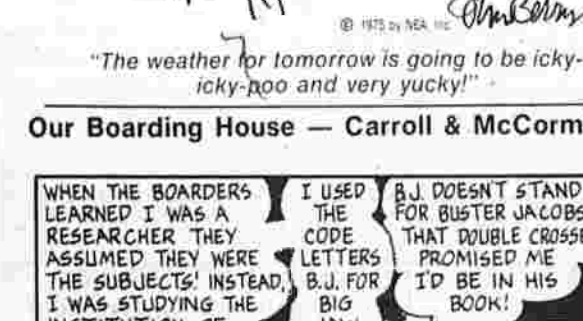 © 1975 by NEA, Inc.
"The weather for tomorrow is going to be icky-
icky-poo and very yucky!"
Our Boarding House — Carroll & McCorm
WHEN THE BOARDERS
LEARNED I WAS A
RESEARCHER THEY
ASSUMED THEY WERE
THE SUBJECTS! INSTEAD,
I WAS STUDYING THE
I USED
THE
CODE
LETTERS
B.J. FOR
BIG
B.J. DOESN'T STAND
FOR BUSTER JACOBS
THAT DOUBLE CROSSE
PROMISED ME
I'D BE IN HIS
BOOK!